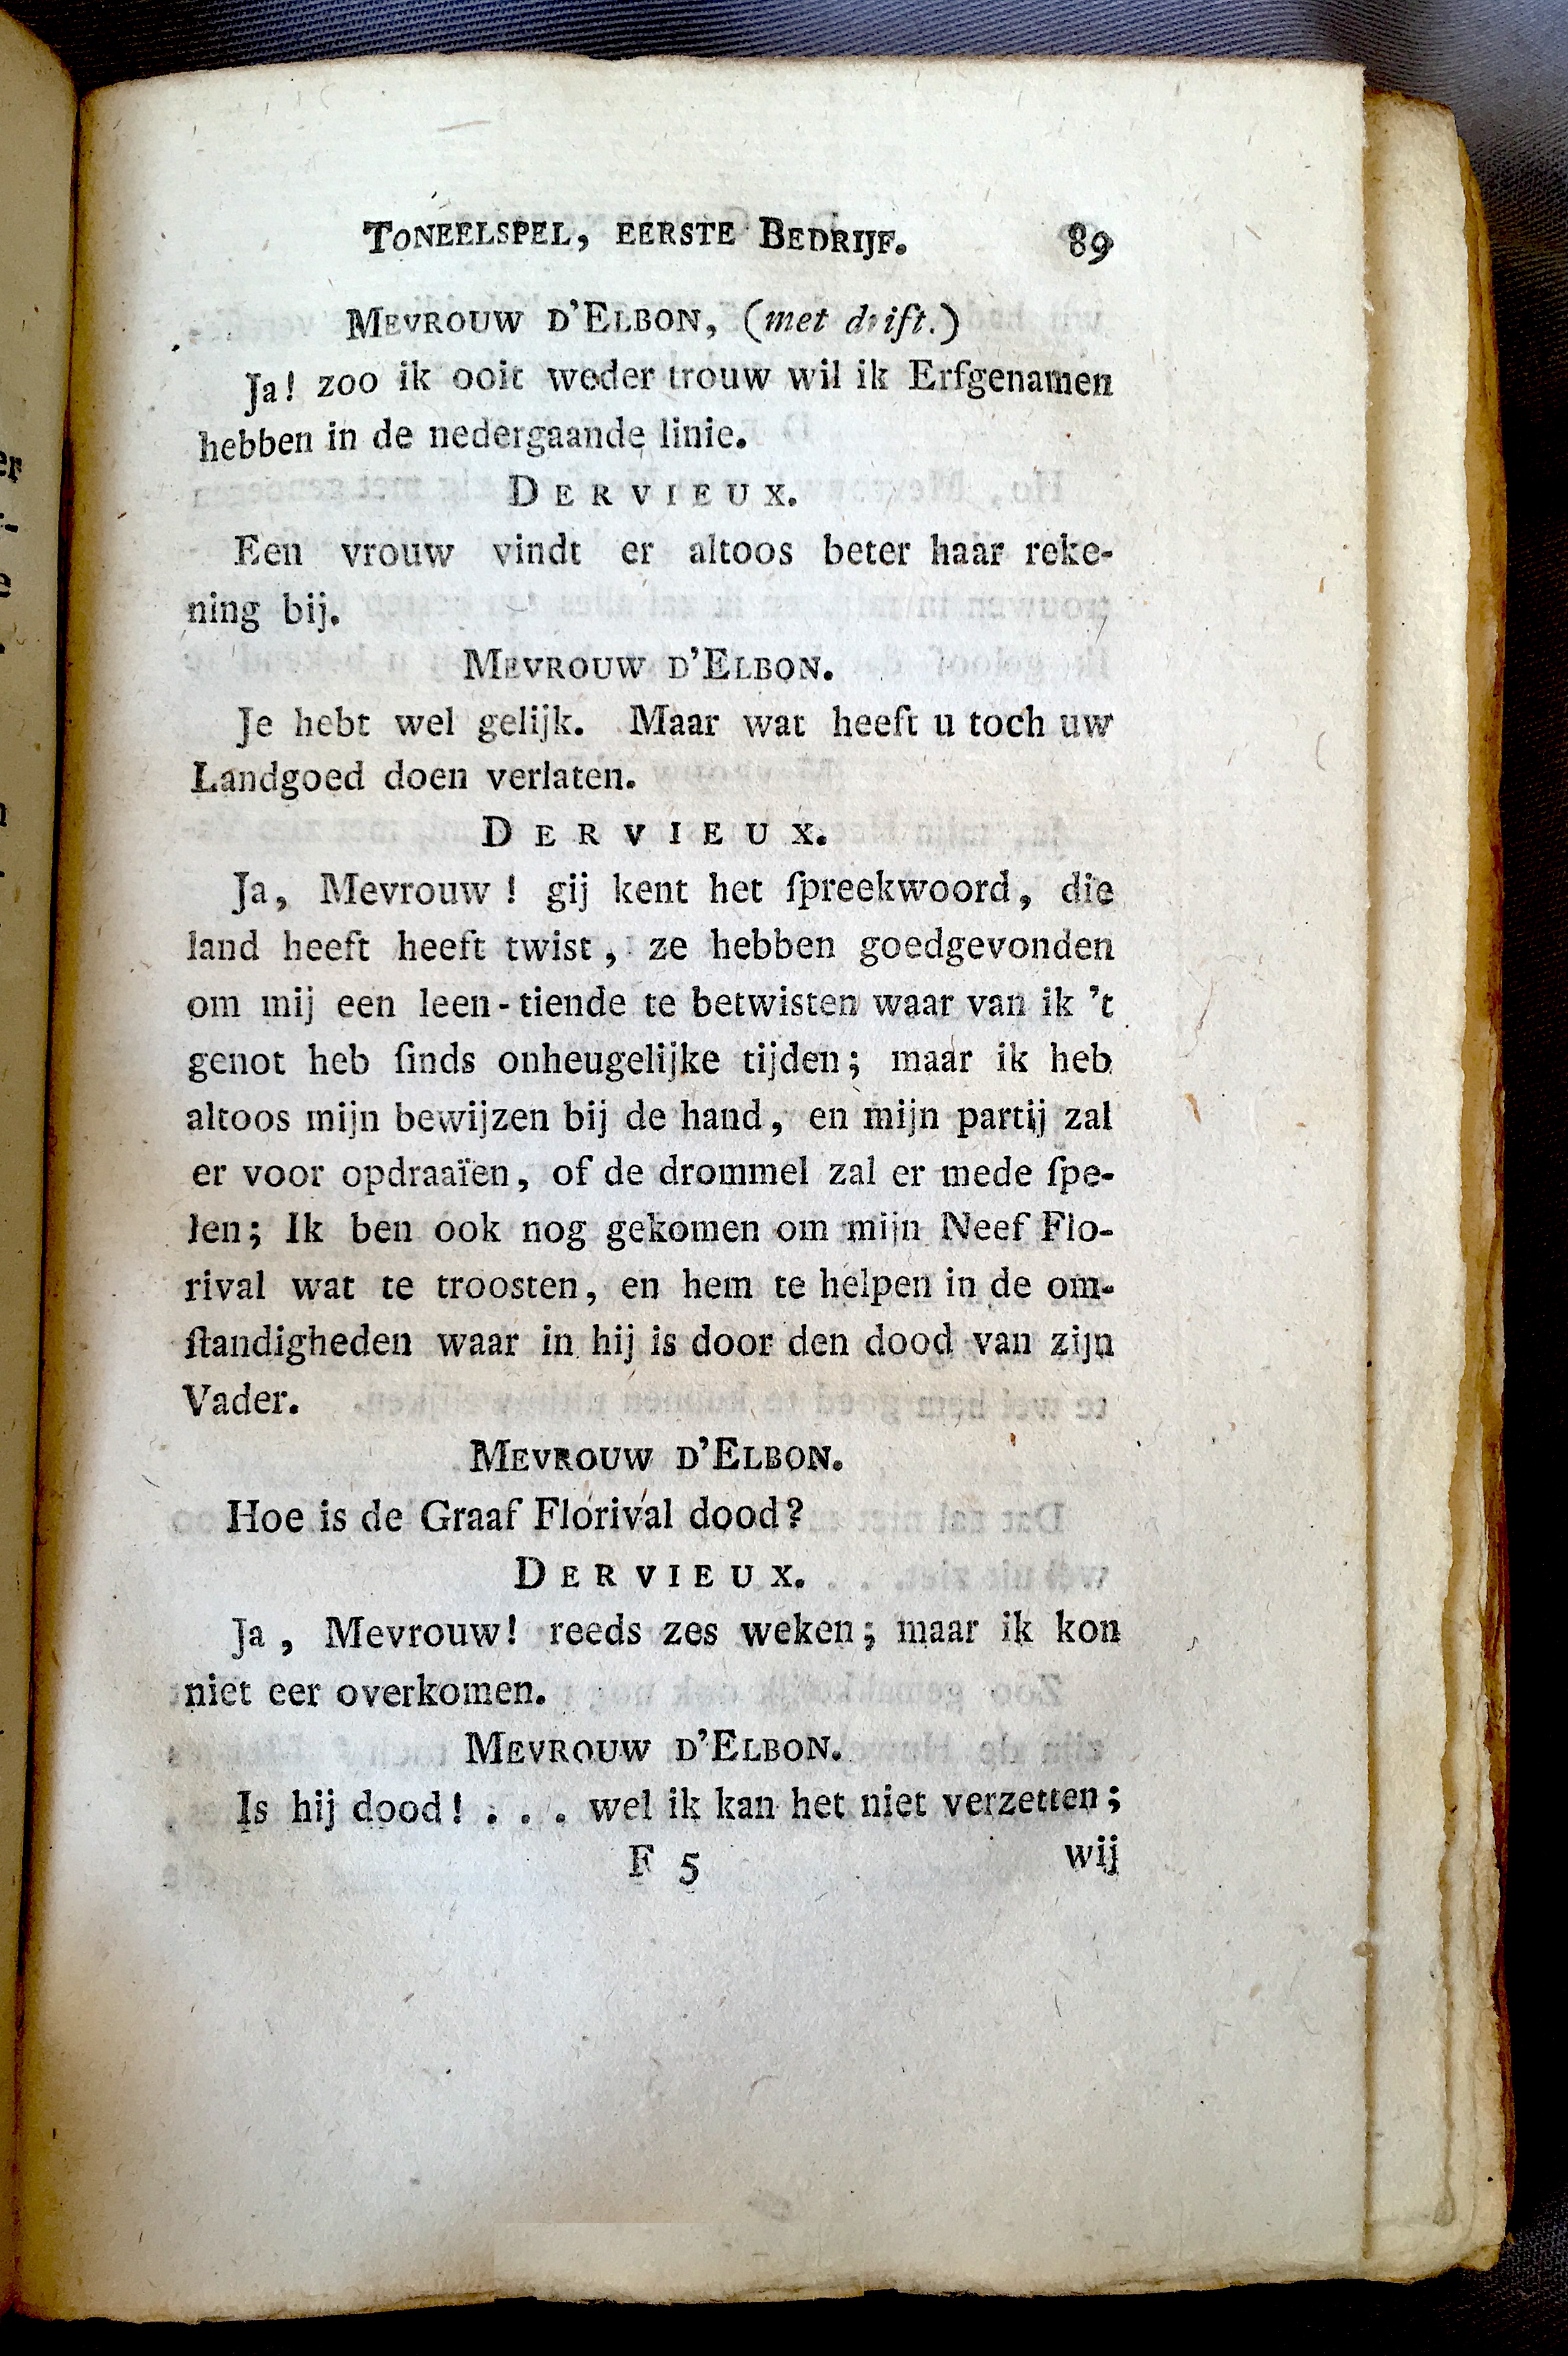 TONEELSPEL, EERSTE BEDRIJF. 89
MEVROUW D'ELBON, (met drift.)
Ja! zoo ik ooit weder trouw wil ik Erfgenamen
hebben in de nedergaande linie.
DERVIEUX.
Een vrouw vindt er altoos beter haar reke-
ning bij.
MEVROUW D'ELBON.
Je hebt wel gelijk. Maar wat heeft u toch uw
Landgoed doen verlaten.
DERVIEUX.
Ja, Mevrouw! gij kent het ſpreekwoord, die
land heeft heeft twist, ze hebben goedgevonden
om mij een leen-tiende te betwisten waar van ik 't
genot heb ſinds onheugelijke tijden; maar ik heb
altoos mijn bewijzen bij de hand, en mijn partij zal
er voor opdraaïen, of de drommel zal er mede ſpe-
len; Ik ben ook nog gekomen om mijn Neef Flo-
rival wat te troosten, en hem te helpen in de om-
ſtandigheden waar in hij is door den dood van zijn
Vader.
MEVROUW D'ELBON.
Hoe is de Graaf Florival dood?
DERVIEUX.
Ja, Mevrouw! reeds zes weken; maar ik kon
niet eer overkomen.
MEVROUW D'ELBON.
Is hij dood! . . . wel ik kan het niet verzetten;
F 5 wij